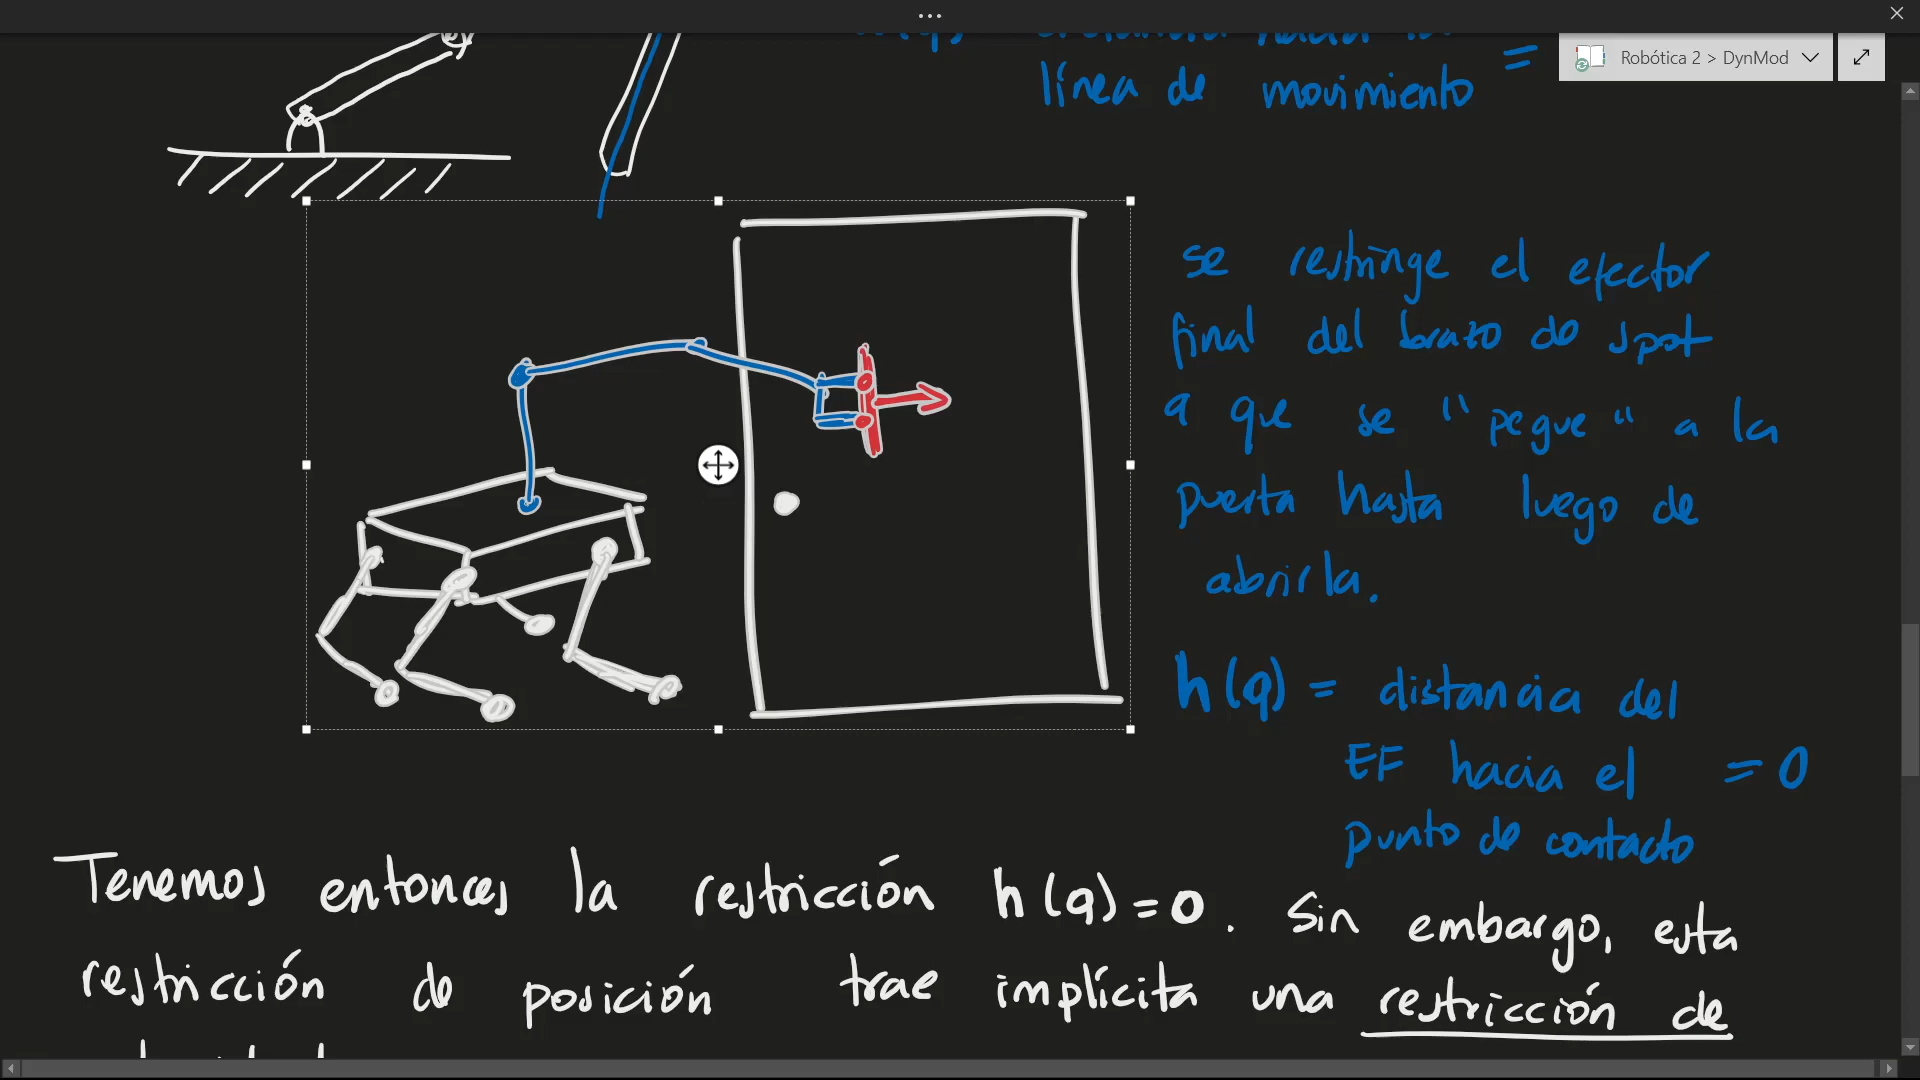 Robótica 2 > DynMod
línea de movimiento =
se restringe el efector
final del brazo de spot
a que se "pegue" a la
puerta hasta luego de
abrirla.
h(q) = distancia del
EF hacia el = 0
punto de contacto
Tenemos entonces la restricción h(q)=0. Sin embargo, esta
restricción de posición trae implícita una restricción de